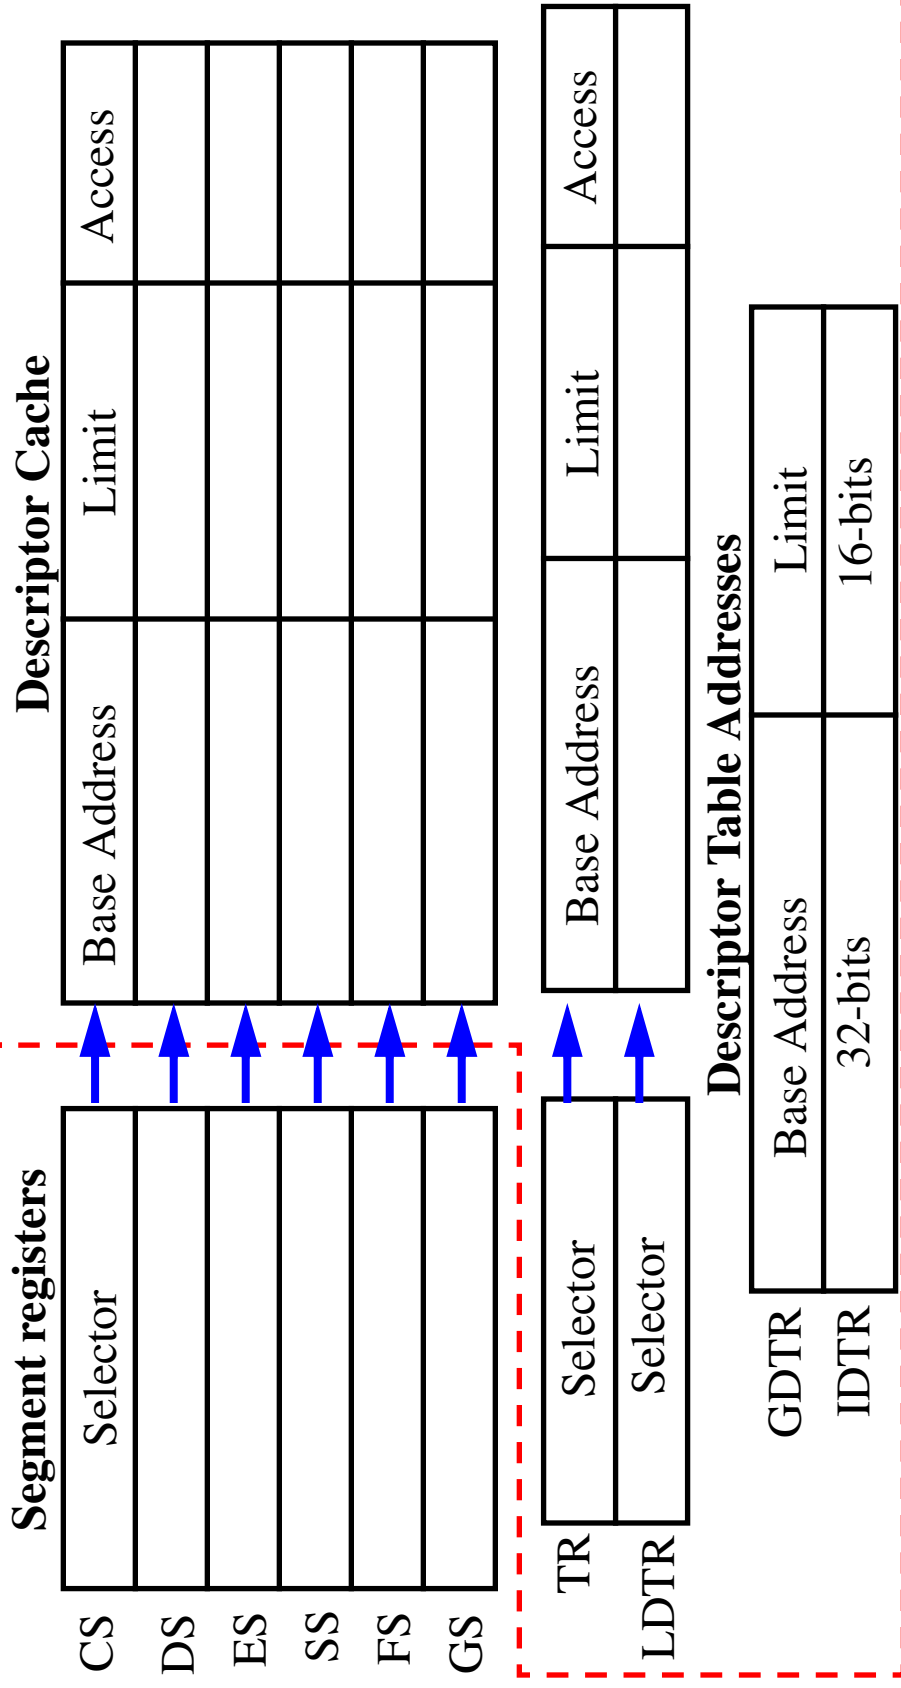 Segment registers
Descriptor Cache
CS
Selector
Base Address
Limit
Access
DS
ES
SS
FS
GS
TR
Selector
Base Address
Limit
Access
LDTR
Selector
Descriptor Table Addresses
GDTR
Base Address
Limit
IDTR
32-bits
16-bits